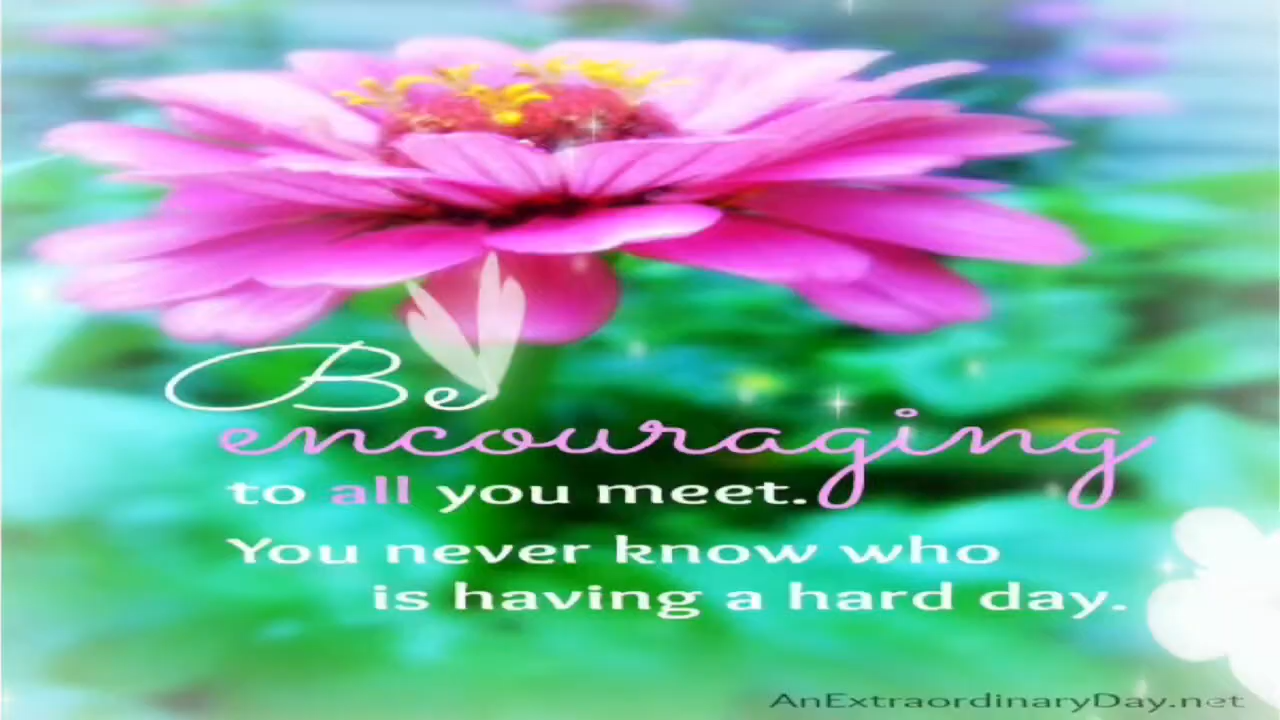 Be
encouraging
to all you meet.
You never know who
is having a hard day.
AnExtraordinaryDay.net